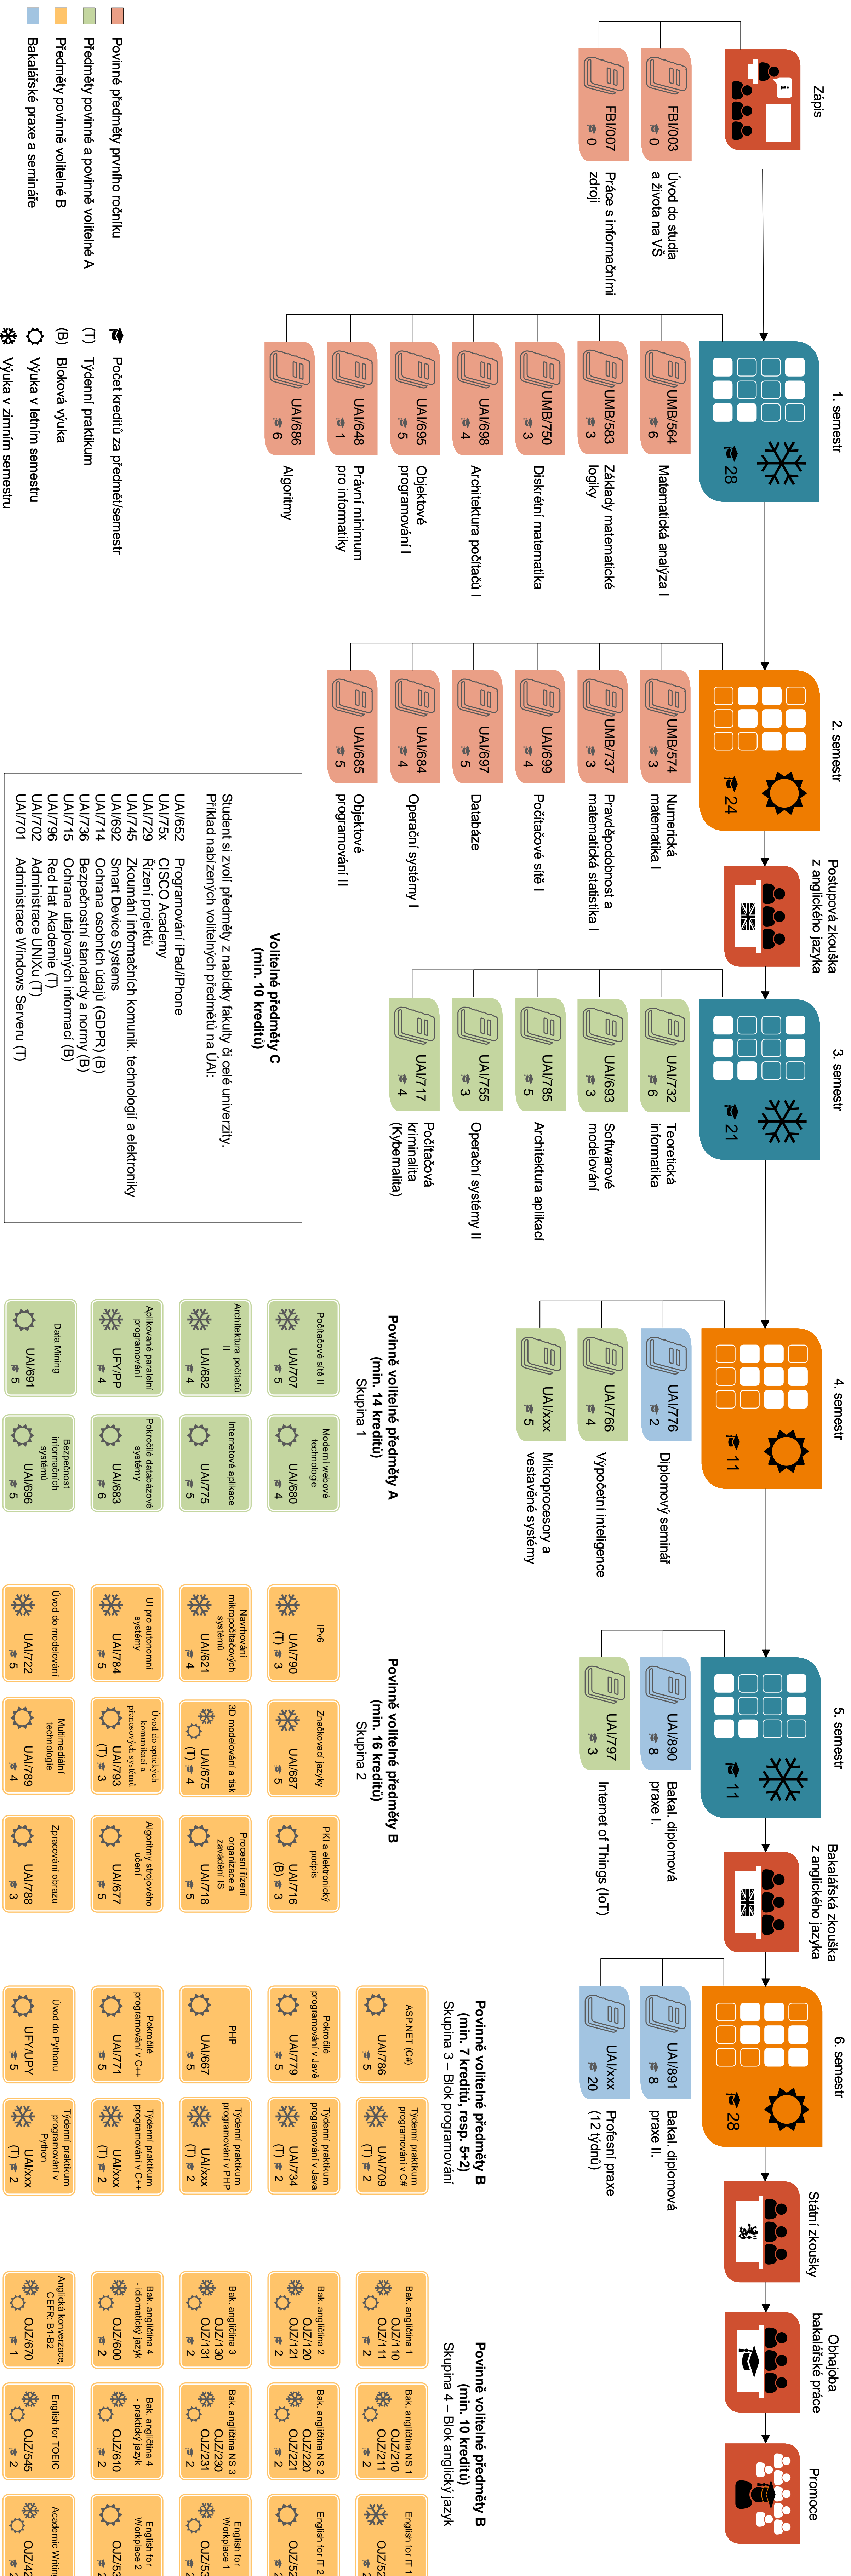 Zápis
FBI/003
0
Úvod do studia
a života na VŠ
FBI/007
0
Práce s informačními
zdroji
1. semestr
28
UMB/564
6
Matematická analýza I
UMB/583
3
Základy matematické
logiky
UMB/750
3
Diskrétní matematika
UAI/698
4
Architektura počítačů I
UAI/695
5
Objektové
programování I
UAI/648
1
Právní minimum
pro informatiky
UAI/686
6
Algoritmy
2. semestr
24
UMB/574
3
Numerická
matematika I
UMB/737
3
Pravděpodobnost a
matematická statistika I
UAI/699
4
Počítačové sítě I
UAI/697
5
Databáze
UAI/684
4
Operační systémy I
UAI/685
5
Objektové
programování II
Postupová zkouška
z anglického jazyka
3. semestr
21
UAI/732
6
Teoretická
informatika
UAI/693
3
Softwarové
modelování
UAI/785
5
Architektura aplikací
UAI/755
3
Operační systémy II
UAI/717
4
Počítačová
kriminalita
(Kybernalita)
4. semestr
11
UAI/776
2
Diplomový seminář
UAI/766
4
Výpočetní inteligence
UAI/xxx
5
Mikroprocesory a
vestavěné systémy
5. semestr
11
UAI/890
8
Bakal. diplomová
praxe I.
UAI/797
3
Internet of Things (IoT)
Bakalářská zkouška
z anglického jazyka
6. semestr
28
UAI/891
8
Bakal. diplomová
praxe II.
UAI/xxx
20
Profesní praxe
(12 týdnů)
Státní zkoušky
Obhajoba
bakalářské práce
Promoce
Povinné předměty prvního ročníku
Předměty povinné a povinně volitelné A
Předměty povinně volitelné B
Bakalářské praxe a semináře
Počet kreditů za předmět/semestr
(T) Týdenní praktikum
(B) Bloková výuka
Výuka v letním semestru
Výuka v zimním semestru
Volitelné předměty C
(min. 10 kreditů)
Student si zvolí předměty z nabídky fakulty či celé univerzity.
Příklad nabízených volitelných předmětů na ÚAI:
UAI/652 Programování iPad/iPhone
UAI/75x CISCO Academy
UAI/729 Řízení projektů
UAI/745 Zkoumání informačních komunik. technologií a elektroniky
UAI/692 Smart Device Systems
UAI/714 Ochrana osobních údajů (GDPR) (B)
UAI/736 Bezpečnostní standardy a normy (B)
UAI/715 Ochrana utajovaných informací (B)
UAI/796 Red Hat Akademie (T)
UAI/702 Administrace UNIXu (T)
UAI/701 Administrace Windows Serveru (T)
Povinně volitelné předměty A
(min. 14 kreditů)
Skupina 1
Počítačové sítě II
UAI/707
5
Moderní webové
technologie
UAI/680
4
Architektura počítačů
II
UAI/682
4
Internetové aplikace
UAI/775
5
Aplikované paralelní
programování
UFY/PP
4
Pokročilé databázové
systémy
UAI/683
6
Data Mining
UAI/691
5
Bezpečnost
informačních
systémů
UAI/696
5
Povinně volitelné předměty B
(min. 16 kreditů)
Skupina 2
IPv6
UAI/790
(T) 3
Značkovací jazyky
UAI/687
5
PKI a elektronický
podpis
UAI/716
(B) 3
Navrhování
mikropočítačových
systémů
UAI/621
4
3D modelování a tisk
UAI/675
(T) 4
Procesní řízení
organizace a
zavádění IS
UAI/718
5
UI pro autonomní
systémy
UAI/784
5
Úvod do optických
komunikací a
přenosových systémů
UAI/793
(T) 3
Algoritmy strojového
učení
UAI/677
5
Úvod do modelování
UAI/722
5
Multimediální
technologie
UAI/789
4
Zpracování obrazu
UAI/788
3
Povinně volitelné předměty B
(min. 7 kreditů, resp. 5+2)
Skupina 3 – Blok programování
ASP.NET (C#)
UAI/786
5
Týdenní praktikum
programování v C#
UAI/709
(T) 2
Pokročilé
programování v Javě
UAI/779
5
Týdenní praktikum
programování v Java
UAI/734
(T) 2
PHP
UAI/667
5
Týdenní praktikum
programování v PHP
UAI/xxx
(T) 2
Pokročilé
programování v C++
UAI/771
5
Týdenní praktikum
programování v C++
UAI/xxx
(T) 2
Úvod do Pythonu
UFY/UPY
5
Týdenní praktikum
programování v
Python
UAI/xxx
(T) 2
Povinně volitelné předměty B
(min. 10 kreditů)
Skupina 4 – Blok anglický jazyk
Bak. angličtina 1
OJZ/110
OJZ/111
2
Bak. angličtina NS 1
OJZ/210
OJZ/211
2
English for IT 1
Bak. angličtina 2
OJZ/120
OJZ/121
2
Bak. angličtina NS 2
OJZ/220
OJZ/221
2
English for IT 2
Bak. angličtina 3
OJZ/130
OJZ/131
2
Bak. angličtina NS 3
OJZ/230
OJZ/231
2
English for
Workplace 1
Bak. angličtina 4
- idiomatický jazyk
OJZ/600
2
Bak. angličtina 4
- praktický jazyk
OJZ/610
2
English for
Workplace 2
Anglická konverzace,
CEFR: B1-B2
OJZ/670
1
English for TOEIC
OJZ/545
2
Academic Writing